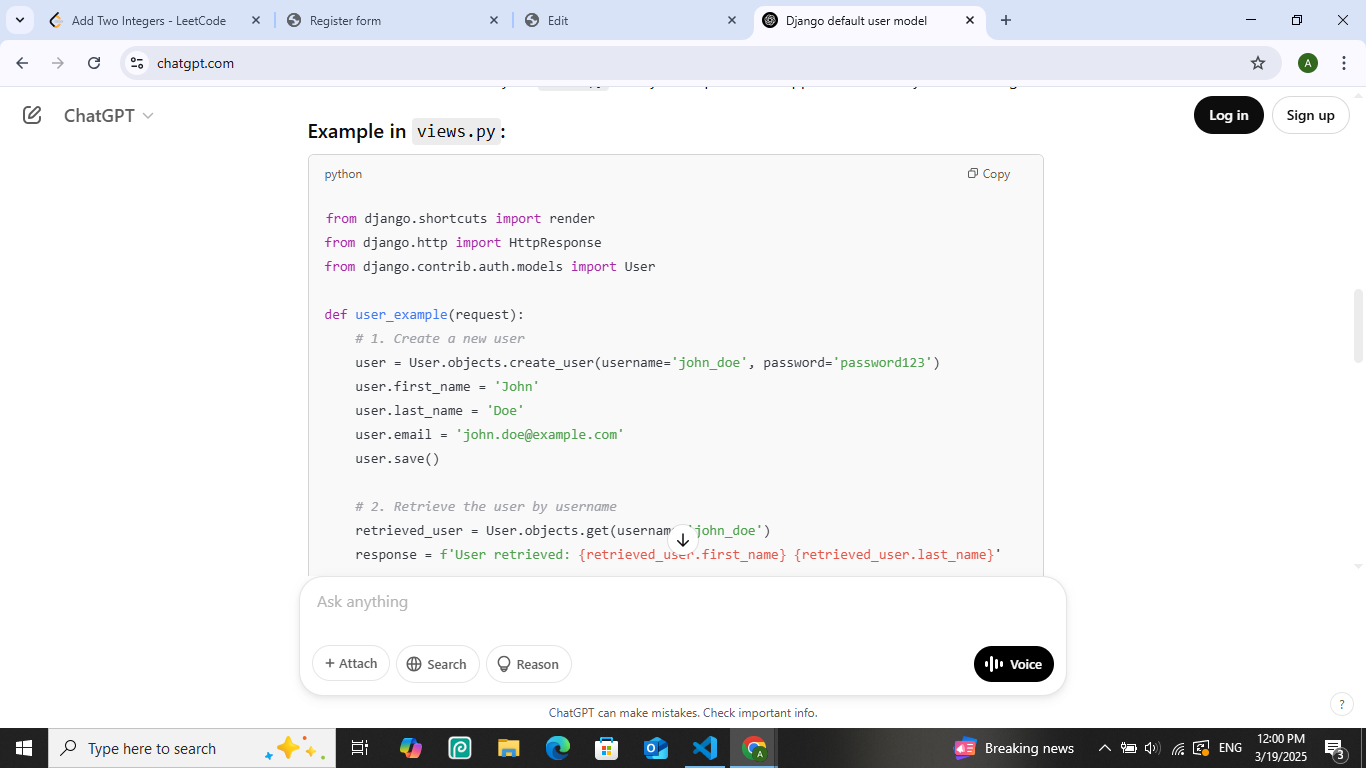 Add Two Integers - LeetCode
Register form
Edit
Django default user model
chatgpt.com
A
ChatGPT
Log in
Sign up
Example in views.py:
python
Copy
from django.shortcuts import render
from django.http import HttpResponse
from django.contrib.auth.models import User
def user_example(request):
# 1. Create a new user
user = User.objects.create_user(username='john_doe', password='password123')
user.first_name = 'John'
user.last_name = 'Doe'
user.email = 'john.doe@example.com'
user.save()
# 2. Retrieve the user by username
retrieved_user = User.objects.get(username='john_doe')
response = f'User retrieved: {retrieved_user.first_name} {retrieved_user.last_name}'
Ask anything
+ Attach
Search
Reason
Voice
ChatGPT can make mistakes. Check important info.
?
Type here to search
Breaking news
ENG
12:00 PM
3/19/2025
3